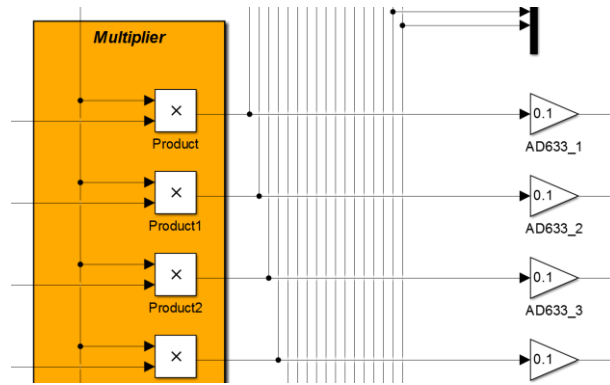 Multiplier
×
0.1
Product
AD633_1
×
0.1
Product1
AD633_2
×
0.1
Product2
AD633_3
×
0.1